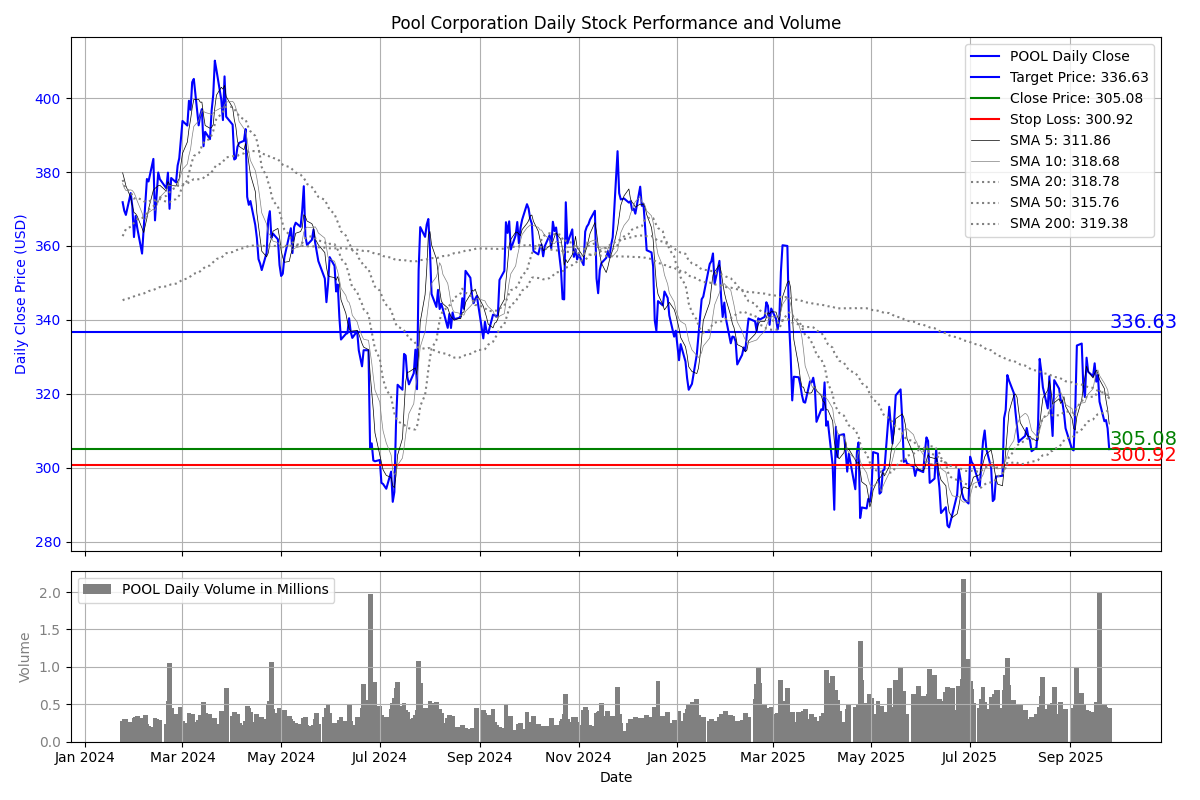 Pool Corporation Daily Stock Performance and Volume
Daily Close Price (USD)
400
380
360
340
320
300
280
POOL Daily Close
Target Price: 336.63
Close Price: 305.08
Stop Loss: 300.92
SMA 5: 311.86
SMA 10: 318.68
SMA 20: 318.78
SMA 50: 315.76
SMA 200: 319.38
336.63
305.08
300.92
POOL Daily Volume in Millions
Volume
2.0
1.5
1.0
0.5
0.0
Jan 2024
Mar 2024
May 2024
Jul 2024
Sep 2024
Nov 2024
Jan 2025
Mar 2025
May 2025
Jul 2025
Sep 2025
Date